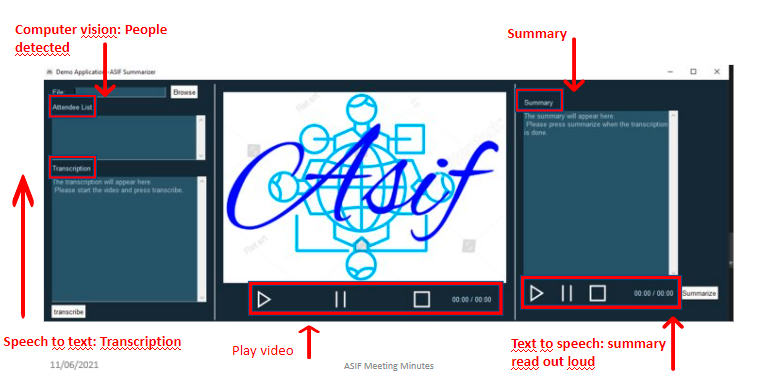 Computer vision: People
detected
Summary
Demo Application - ASIF Summarizer
File:
Browse
Attendee List
Transcription
The transcription will appear here.
Please start the video and press transcribe.
transcribe
Asif
00:00 / 00:00
Summary
The summary will appear here.
Please press summarize when the transcription
is done.
00:00 / 00:00
Summarize
Speech to text: Transcription
Play video
Text to speech: summary
read out loud
11/06/2021
ASIF Meeting Minutes